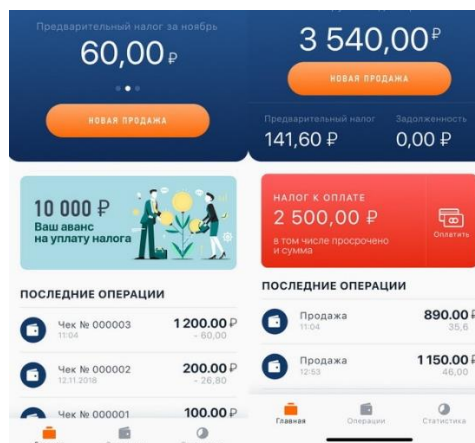 Предварительный налог за ноябрь
60,00 ₽
НОВАЯ ПРОДАЖА
10 000 ₽
Ваш аванс
на уплату налога
ПОСЛЕДНИЕ ОПЕРАЦИИ
Чек № 000003
1 200.00 ₽
11:04
- 60,00
Чек № 000002
200.00 ₽
12.11.2018
- 26,80
Чек № 000001
100.00 ₽
3 540,00 ₽
НОВАЯ ПРОДАЖА
Предварительный налог
Задолженность
141,60 ₽
0,00 ₽
НАЛОГ К ОПЛАТЕ
2 500,00 ₽
в том числе просрочено
и сумма
Оплатить
ПОСЛЕДНИЕ ОПЕРАЦИИ
Продажа
890.00 ₽
11:04
35,6
Продажа
1 150.00 ₽
12:53
46,00
Главная
Операции
Статистика